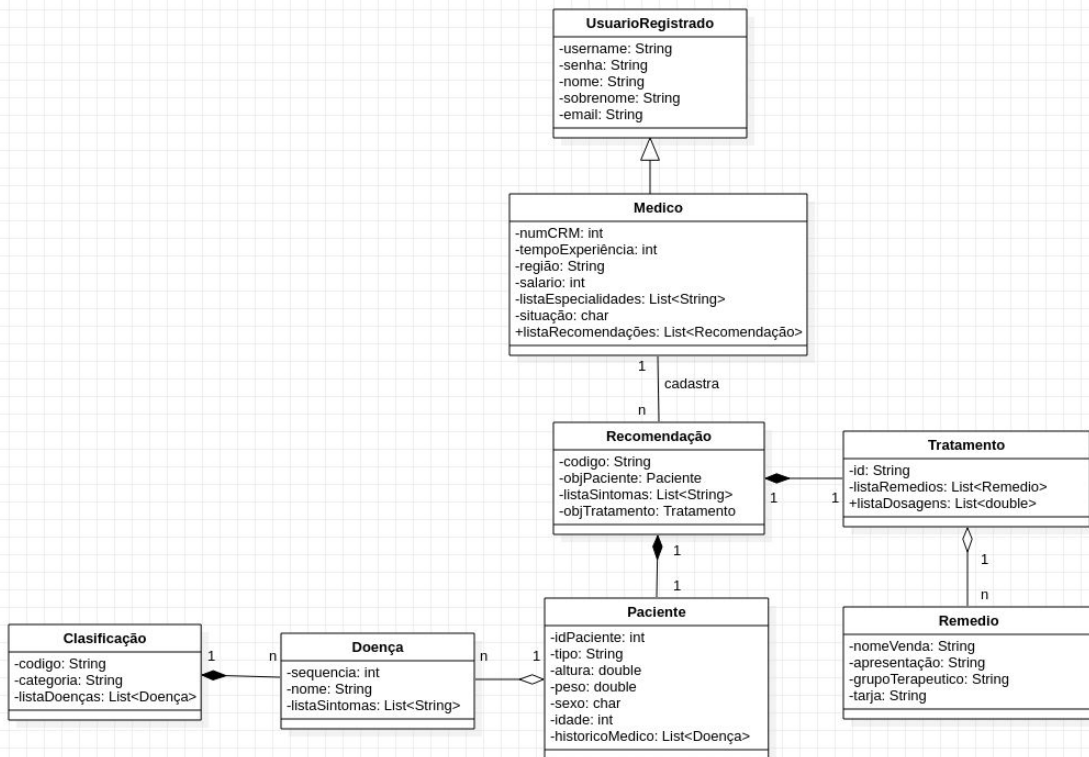 UsuarioRegistrado
-username: String
-senha: String
-nome: String
-sobrenome: String
-email: String
Medico
-numCRM: int
-tempoExperiência: int
-região: String
-salario: int
-listaEspecialidades: List<String>
-situação: char
+listaRecomendações: List<Recomendação>
1
cadastra
n
Recomendação
-codigo: String
-objPaciente: Paciente
-listaSintomas: List<String>
-objTratamento: Tratamento
1
1
Tratamento
-id: String
-listaRemedios: List<Remedio>
+listaDosagens: List<double>
1
n
Remedio
-nomeVenda: String
-apresentação: String
-grupoTerapeutico: String
-tarja: String
1
1
Paciente
-idPaciente: int
-tipo: String
-altura: double
-peso: double
-sexo: char
-idade: int
-historicoMedico: List<Doença>
Clasificação
-codigo: String
-categoria: String
-listaDoenças: List<Doença>
1
n
Doença
-sequencia: int
-nome: String
-listaSintomas: List<String>
n
1